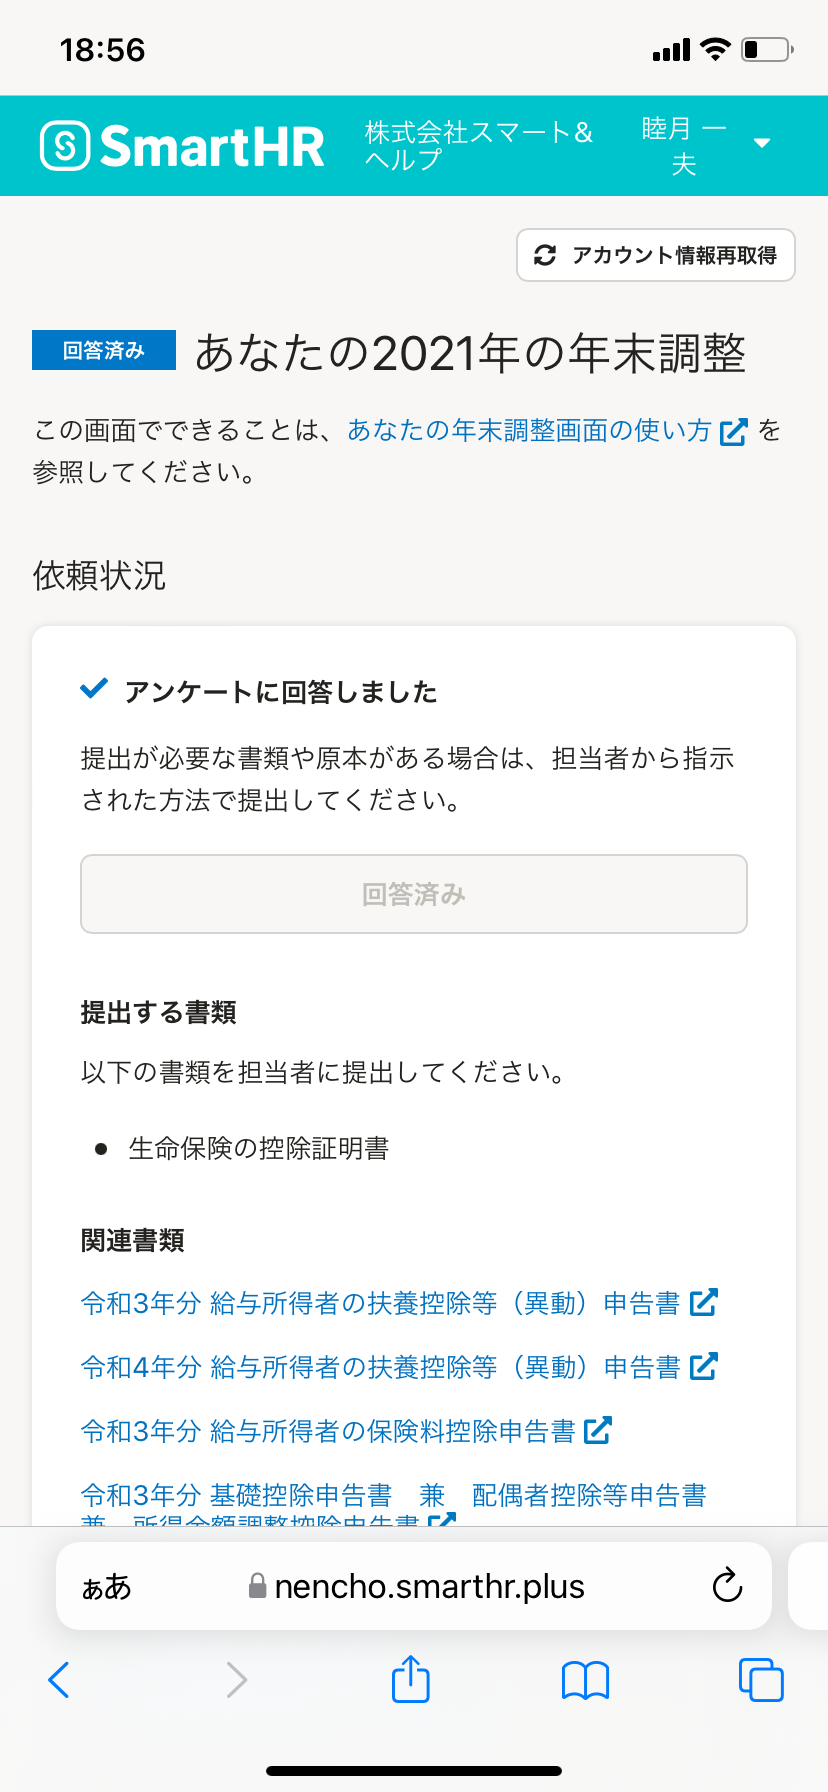 18:56
SmartHR
株式会社スマート&
ヘルプ
睦月 一
夫
アカウント情報再取得
回答済み
あなたの2021年の年末調整
この画面でできることは、あなたの年末調整画面の使い方 を
参照してください。
依頼状況
アンケートに回答しました
提出が必要な書類や原本がある場合は、担当者から指示
された方法で提出してください。
回答済み
提出する書類
以下の書類を担当者に提出してください。
● 生命保険の控除証明書
関連書類
令和3年分 給与所得者の扶養控除等（異動）申告書
令和4年分 給与所得者の扶養控除等（異動）申告書
令和3年分 給与所得者の保険料控除申告書
令和3年分 基礎控除申告書　兼　配偶者控除等申告書
兼　所得金額調整控除申告書
ぁあ
nencho.smarthr.plus